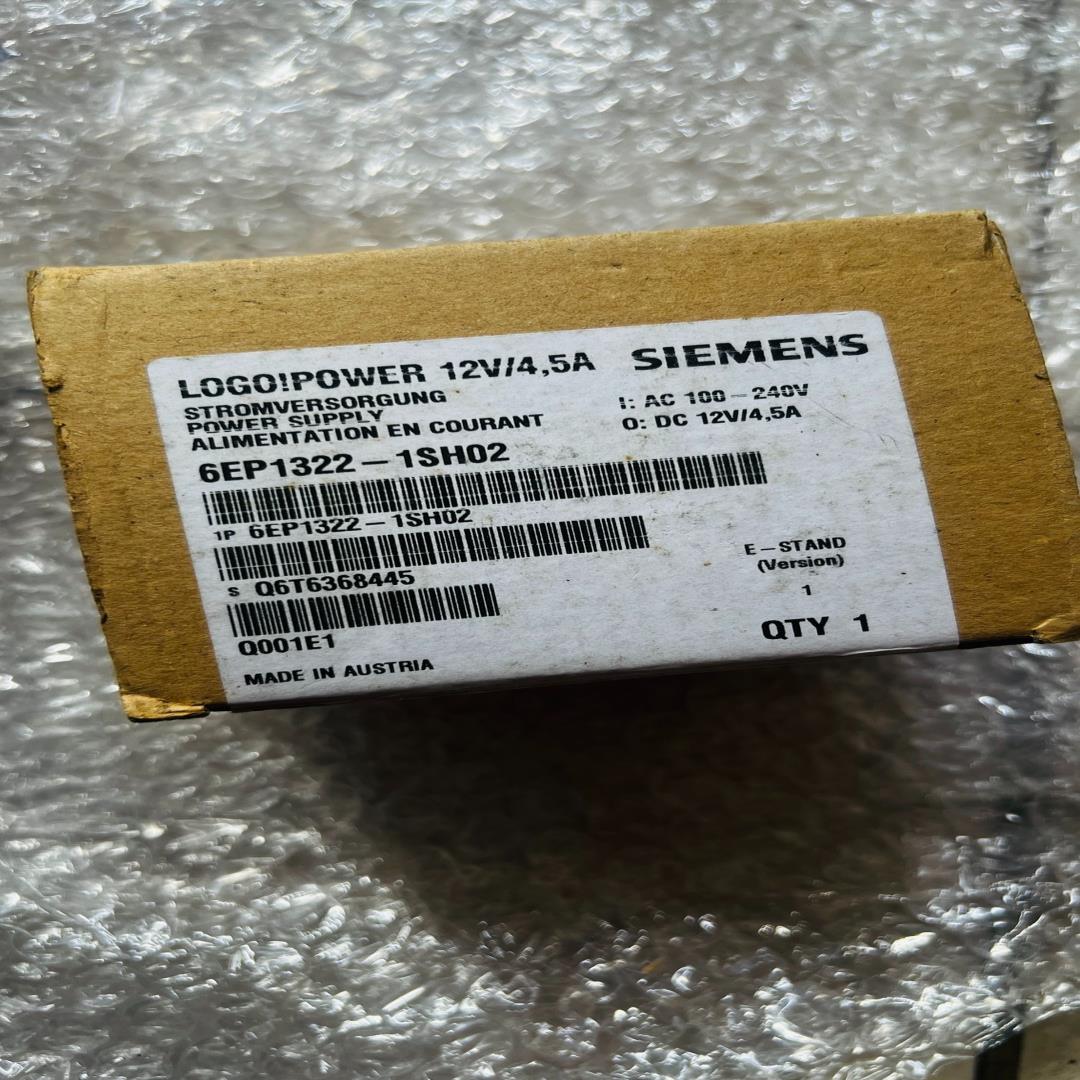 LOGO!POWER 12V/4,5A
SIEMENS
STROMVERSORGUNG
POWER SUPPLY
ALIMENTATION EN COURANT
I: AC 100-240V
O: DC 12V/4,5A
6EP1322-1SH02
1P 6EP1322-1SH02
S Q6T6368445
Q001E1
MADE IN AUSTRIA
E-STAND
(Version)
1
QTY 1